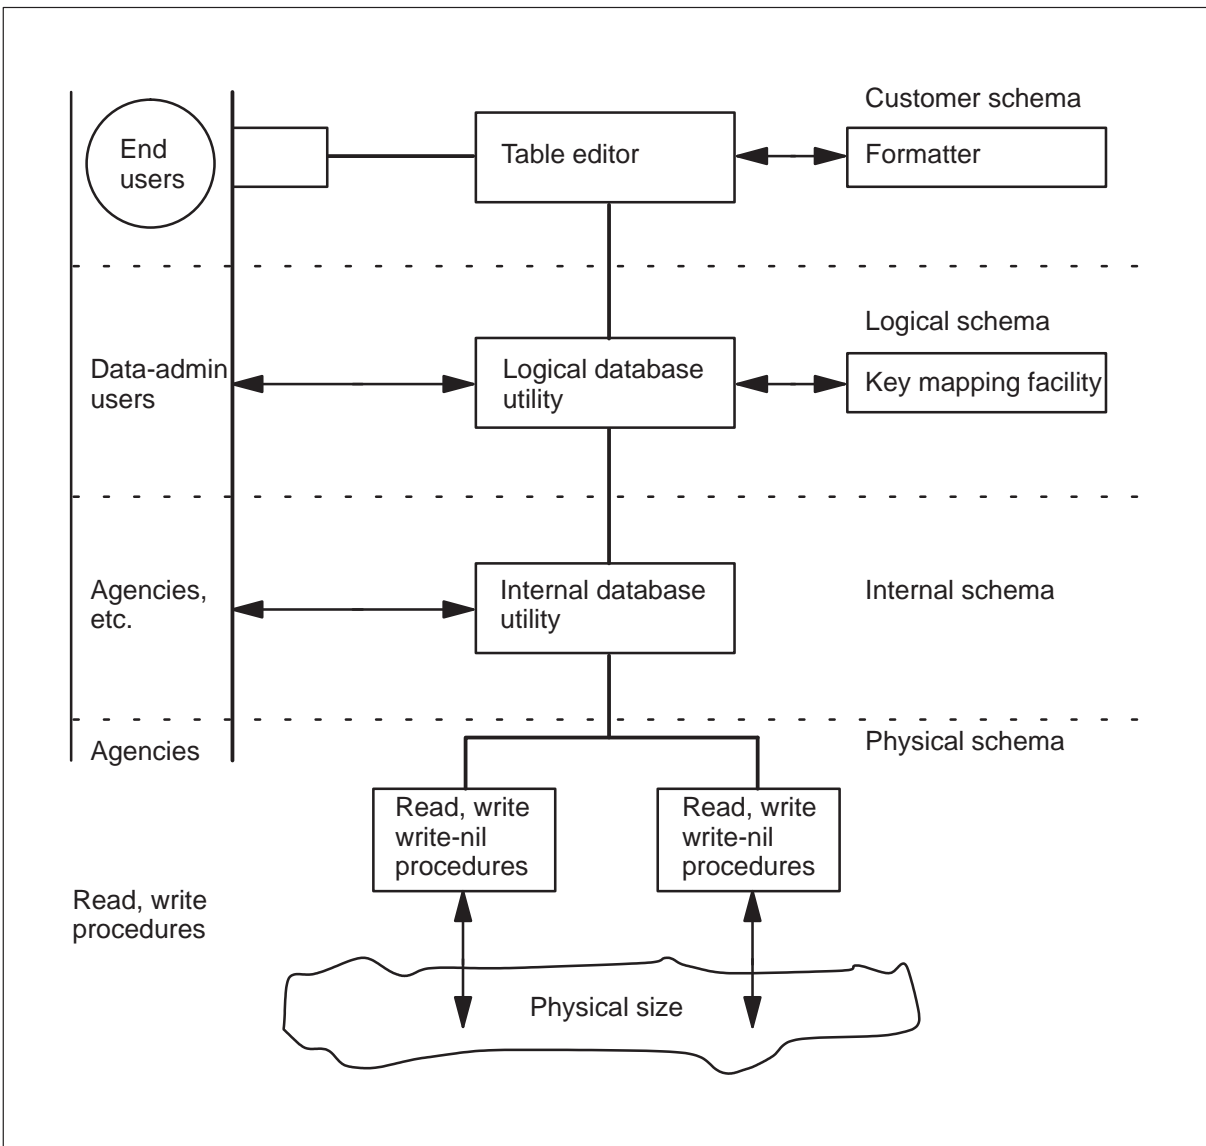 Customer schema
End
users
Table editor
Formatter
Logical schema
Data-admin
users
Logical database
utility
Key mapping facility
Agencies,
etc.
Internal database
utility
Internal schema
Agencies
Physical schema
Read, write
write-nil
procedures
Read, write
write-nil
procedures
Read, write
procedures
Physical size